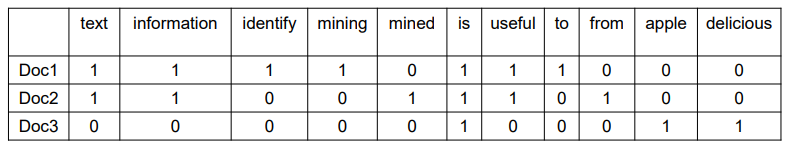 text information identify mining mined is useful to from apple delicious
Doc1 1 1 1 1 0 1 1 1 0 0 0
Doc2 1 1 0 0 1 1 1 0 1 0 0
Doc3 0 0 0 0 0 1 0 0 0 1 1